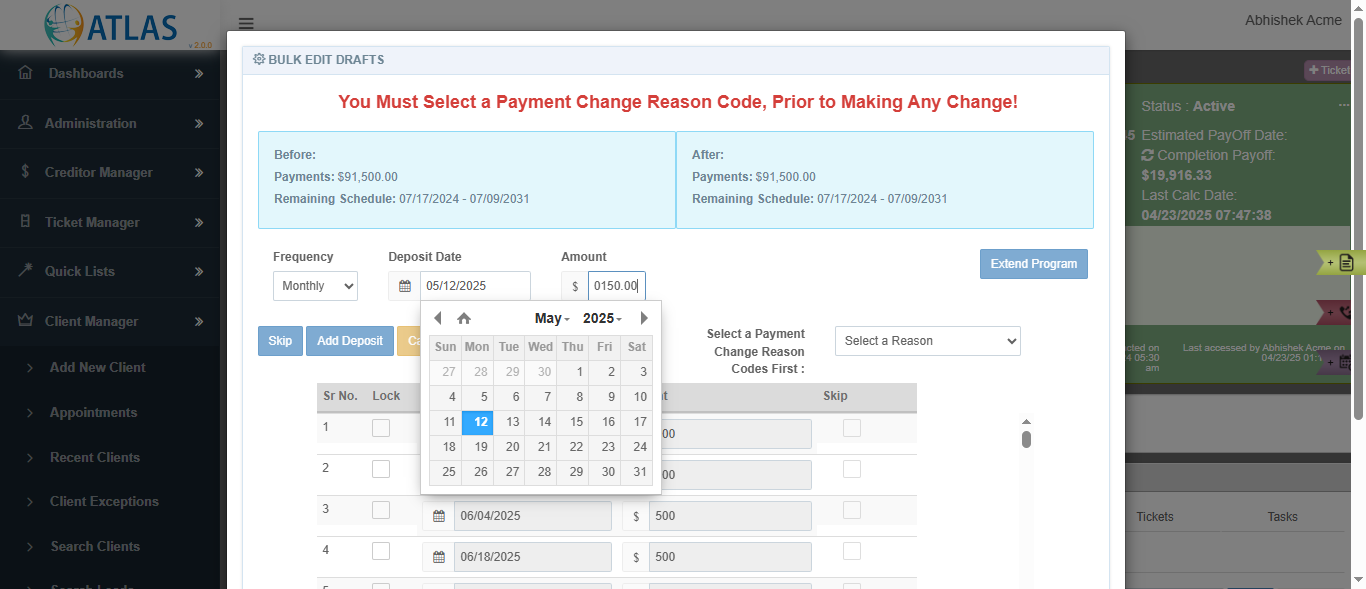 ATLAS
v 2.0.0
Abhishek Acme
Dashboards
Administration
Creditor Manager
Ticket Manager
Quick Lists
Client Manager
Add New Client
Appointments
Recent Clients
Client Exceptions
Search Clients
Search Leads
BULK EDIT DRAFTS
You Must Select a Payment Change Reason Code, Prior to Making Any Change!
Before:
Payments: $91,500.00
Remaining Schedule: 07/17/2024 - 07/09/2031
After:
Payments: $91,500.00
Remaining Schedule: 07/17/2024 - 07/09/2031
Frequency
Monthly
Deposit Date
05/12/2025
Amount
$ 0150.00
Extend Program
Skip
Add Deposit
Ca
May 2025
Sun Mon Tue Wed Thu Fri Sat
27 28 29 30 1 2 3
4 5 6 7 8 9 10
11 12 13 14 15 16 17
18 19 20 21 22 23 24
25 26 27 28 29 30 31
Select a Payment
Change Reason
Codes First :
Select a Reason
Sr No. Lock nt Skip
1 00
2 00
3 06/04/2025 $ 500
4 06/18/2025 $ 500
+ Ticket
Status : Active ...
5 Estimated PayOff Date:
Completion Payoff:
$19,916.33
Last Calc Date:
04/23/2025 07:47:38
+
+
cted on
4 05:30
am
Last accessed by Abhishek Acme on
04/23/25 01:
+
Tickets Tasks